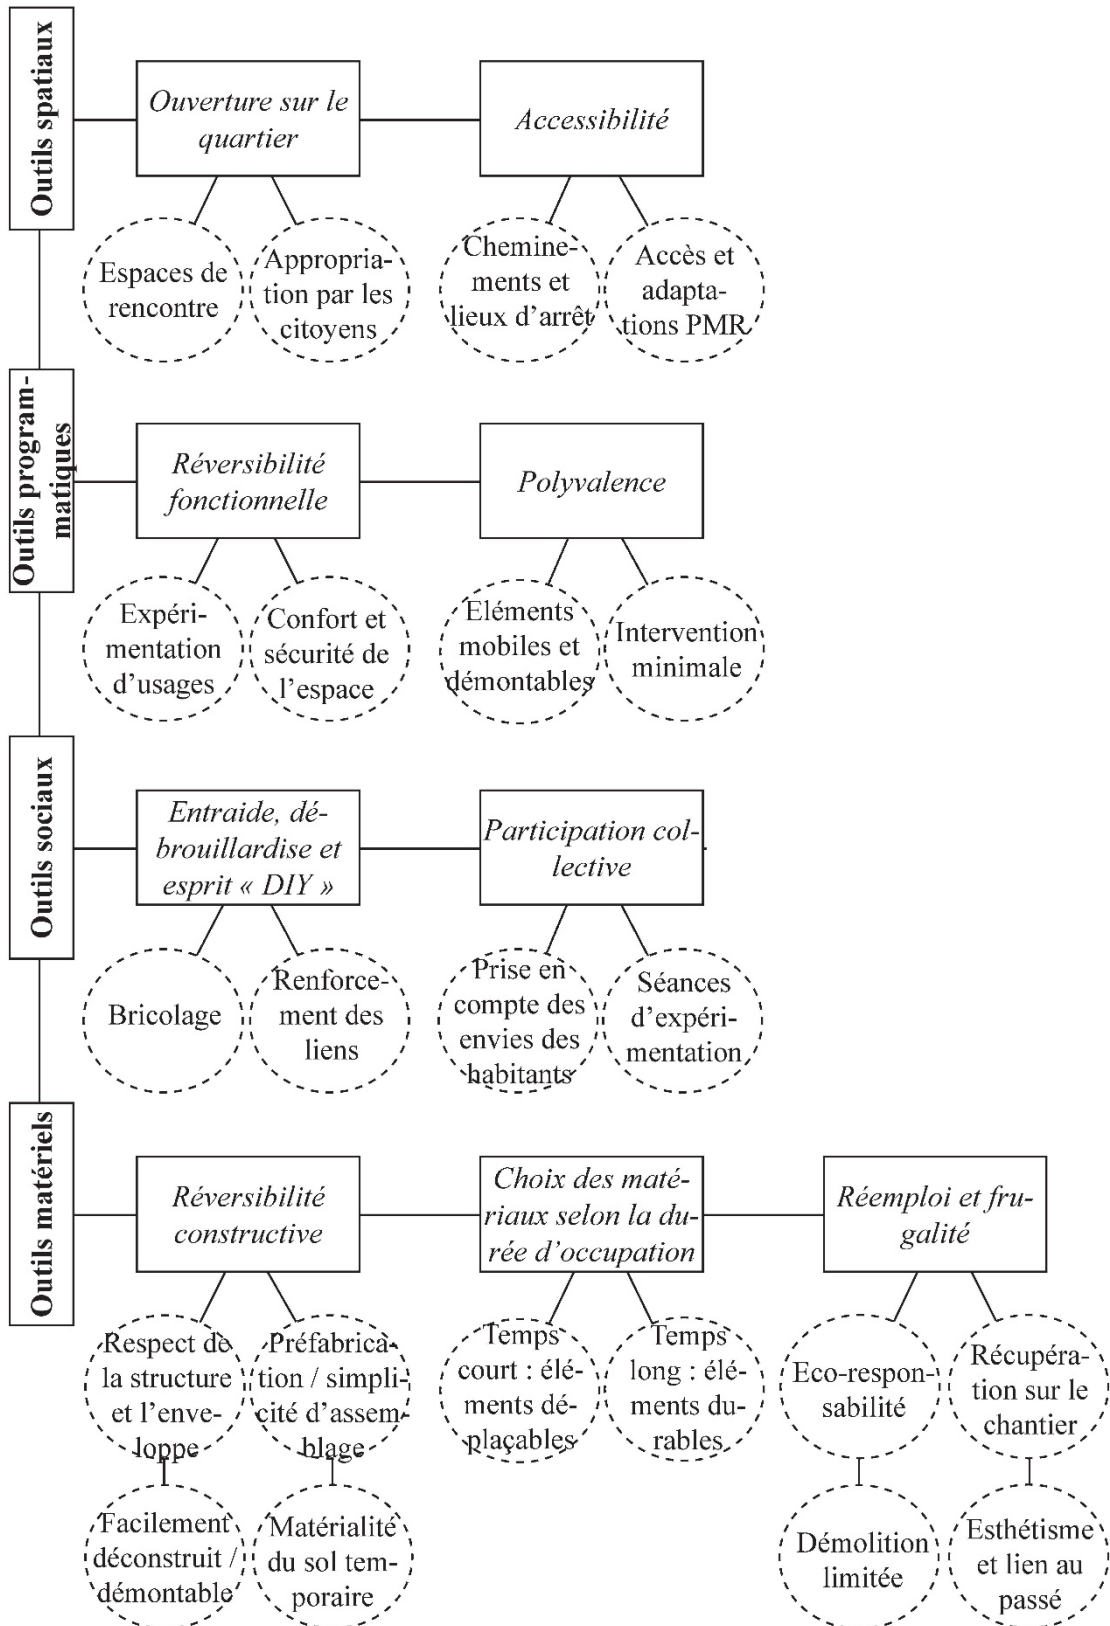 Outils spatiaux
Ouverture sur le
quartier
Accessibilité
Espaces de
rencontre
Appropria-
tion par les
citoyens
Chemine-
ments et
lieux d'arrêt
Accès et
adapta-
tions PMR
Outils program-
matiques
Réversibilité
fonctionnelle
Polyvalence
Expéri-
mentation
d'usages
Confort et
sécurité de
l'espace
Eléments
mobiles et
démontables
Intervention
minimale
Outils sociaux
Entraide, dé-
brouillardise et
esprit « DIY »
Participation col-
lective
Bricolage
Renforce-
ment des
liens
Prise en
compte des
envies des
habitants
Séances
d'expéri-
mentation
Outils matériels
Réversibilité
constructive
Choix des maté-
riaux selon la du-
rée d'occupation
Réemploi et fru-
galité
Respect de
la structure
et l'enve-
loppe
Préfabrica-
tion / simpli-
cité d'assem-
blage
Temps
court : élé-
ments dé-
plaçables
Temps
long : élé-
ments du-
rables
Eco-respon-
sabilité
Récupéra-
tion sur le
chantier
Facilement
déconstruit /
démontable
Matérialité
du sol tem-
poraire
Démolition
limitée
Esthétisme
et lien au
passé